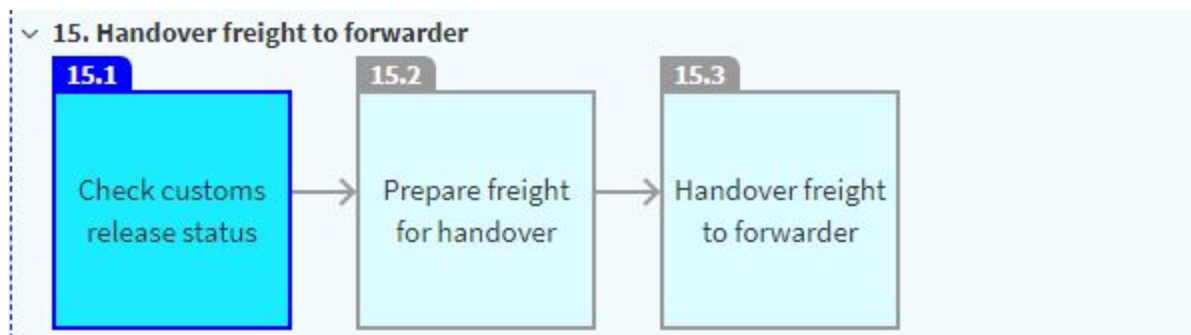 15. Handover freight to forwarder
15.1
15.2
15.3
Check customs
release status
Prepare freight
for handover
Handover freight
to forwarder